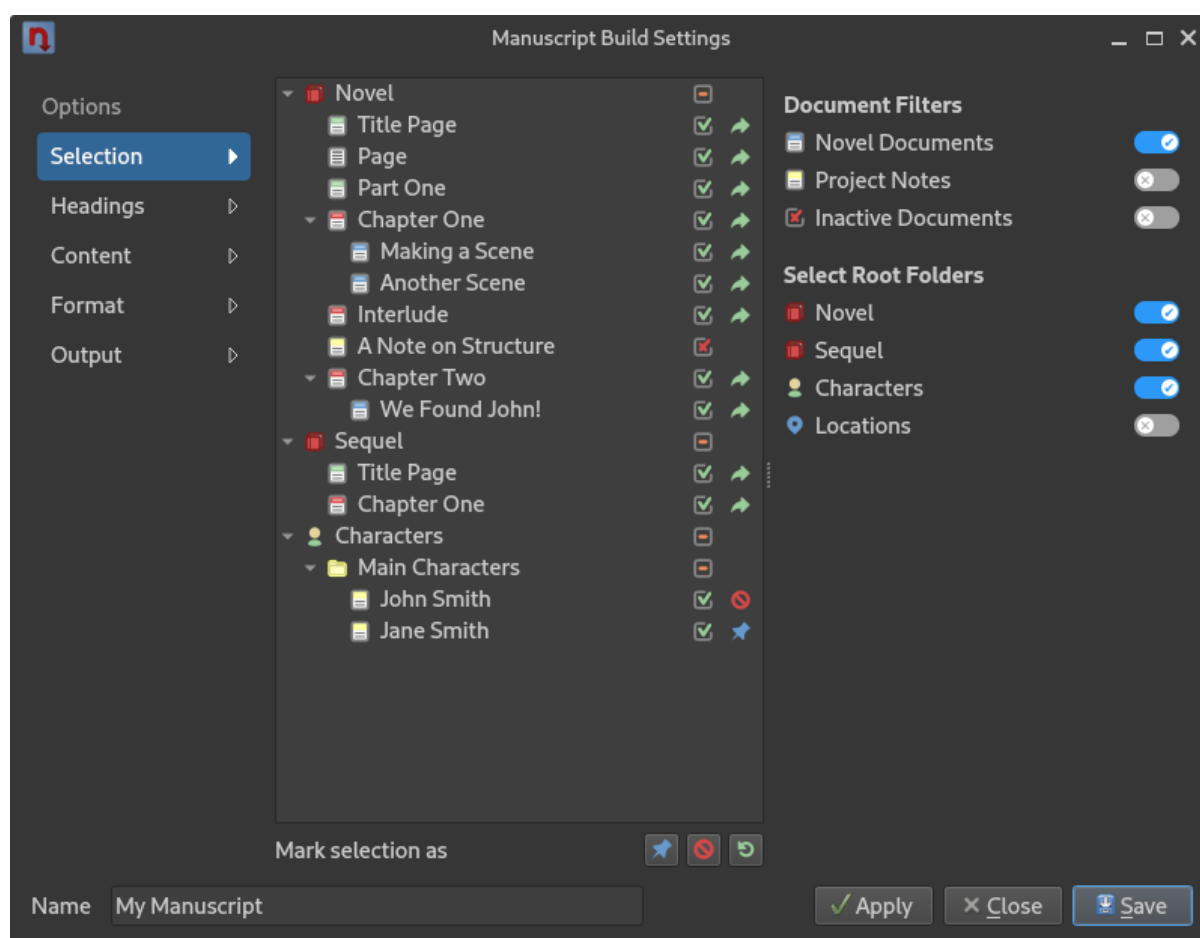 Manuscript Build Settings
Options
Selection
Headings
Content
Format
Output
Novel
Title Page
Page
Part One
Chapter One
Making a Scene
Another Scene
Interlude
A Note on Structure
Chapter Two
We Found John!
Sequel
Title Page
Chapter One
Characters
Main Characters
John Smith
Jane Smith
Mark selection as
Document Filters
Novel Documents
Project Notes
Inactive Documents
Select Root Folders
Novel
Sequel
Characters
Locations
Name My Manuscript
Apply
Close
Save